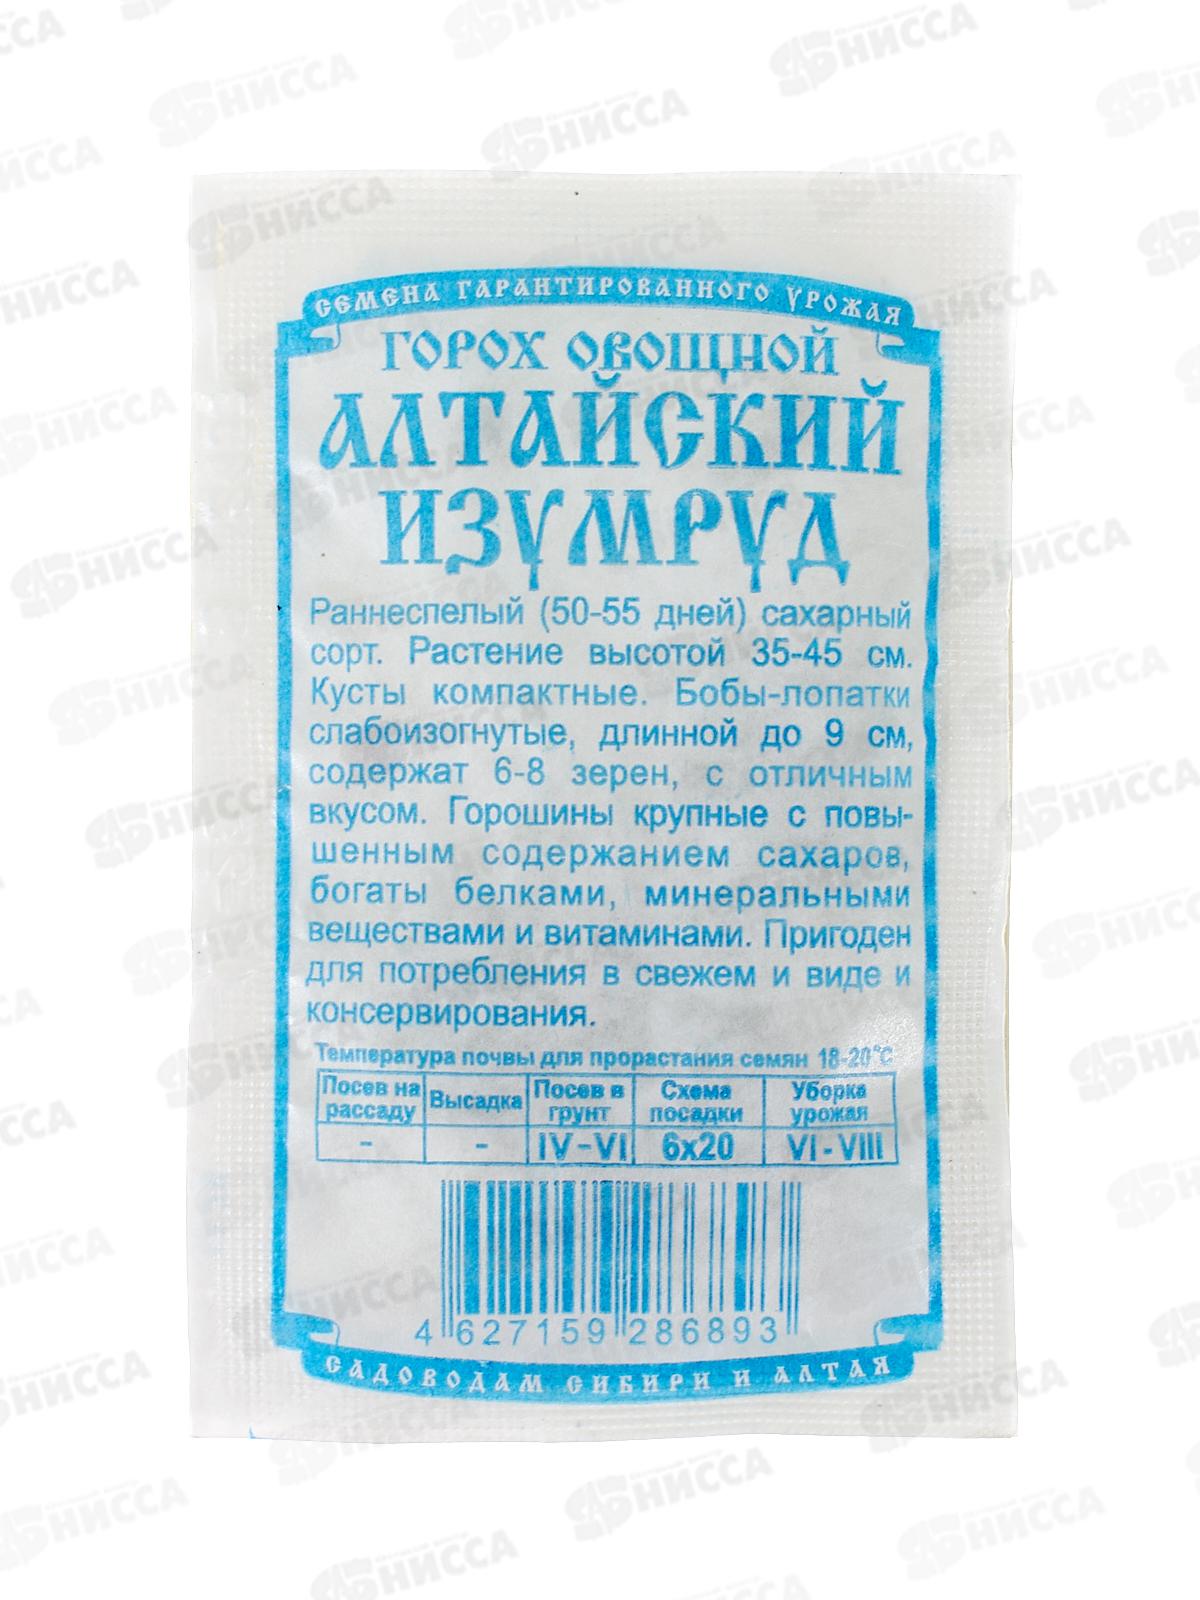 СЕМЕНА ГАРАНТИРОВАННОГО УРОЖАЯ
ГОРОХ ОВОЩНОЙ
АЛТАЙСКИЙ
ИЗУМРУД
Раннеспелый (50-55 дней) сахарный
сорт. Растение высотой 35-45 см.
Кусты компактные. Бобы-лопатки
слабоизогнутые, длинной до 9 см,
содержат 6-8 зерен, с отличным
вкусом. Горошины крупные с повы-
шенным содержанием сахаров,
богаты белками, минеральными
веществами и витаминами. Пригоден
для потребления в свежем и виде и
консервирования.
Температура почвы для прорастания семян 18-20°С
Посев на рассаду Высадка Посев в грунт Схема посадки Уборка урожая
- - IV-VI 6х20 VI-VIII
4 627159 286893
САДОВОДАМ СИБИРИ И АЛТАЯ
НИССА